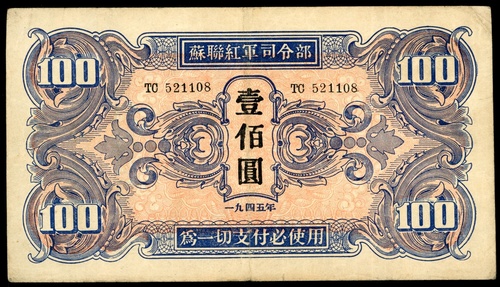 蘇聯紅軍司令部
100 100
TC 521108 TC 521108
壹佰圓
一九四五年
100 100
爲一切支付必使用